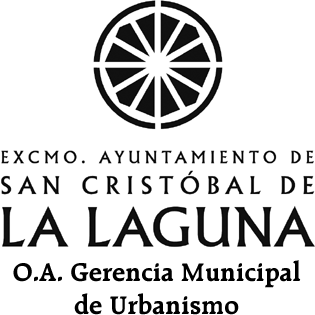 EXCMO. AYUNTAMIENTO DE
SAN CRISTÓBAL DE
LA LAGUNA
O.A. Gerencia Municipal
de Urbanismo